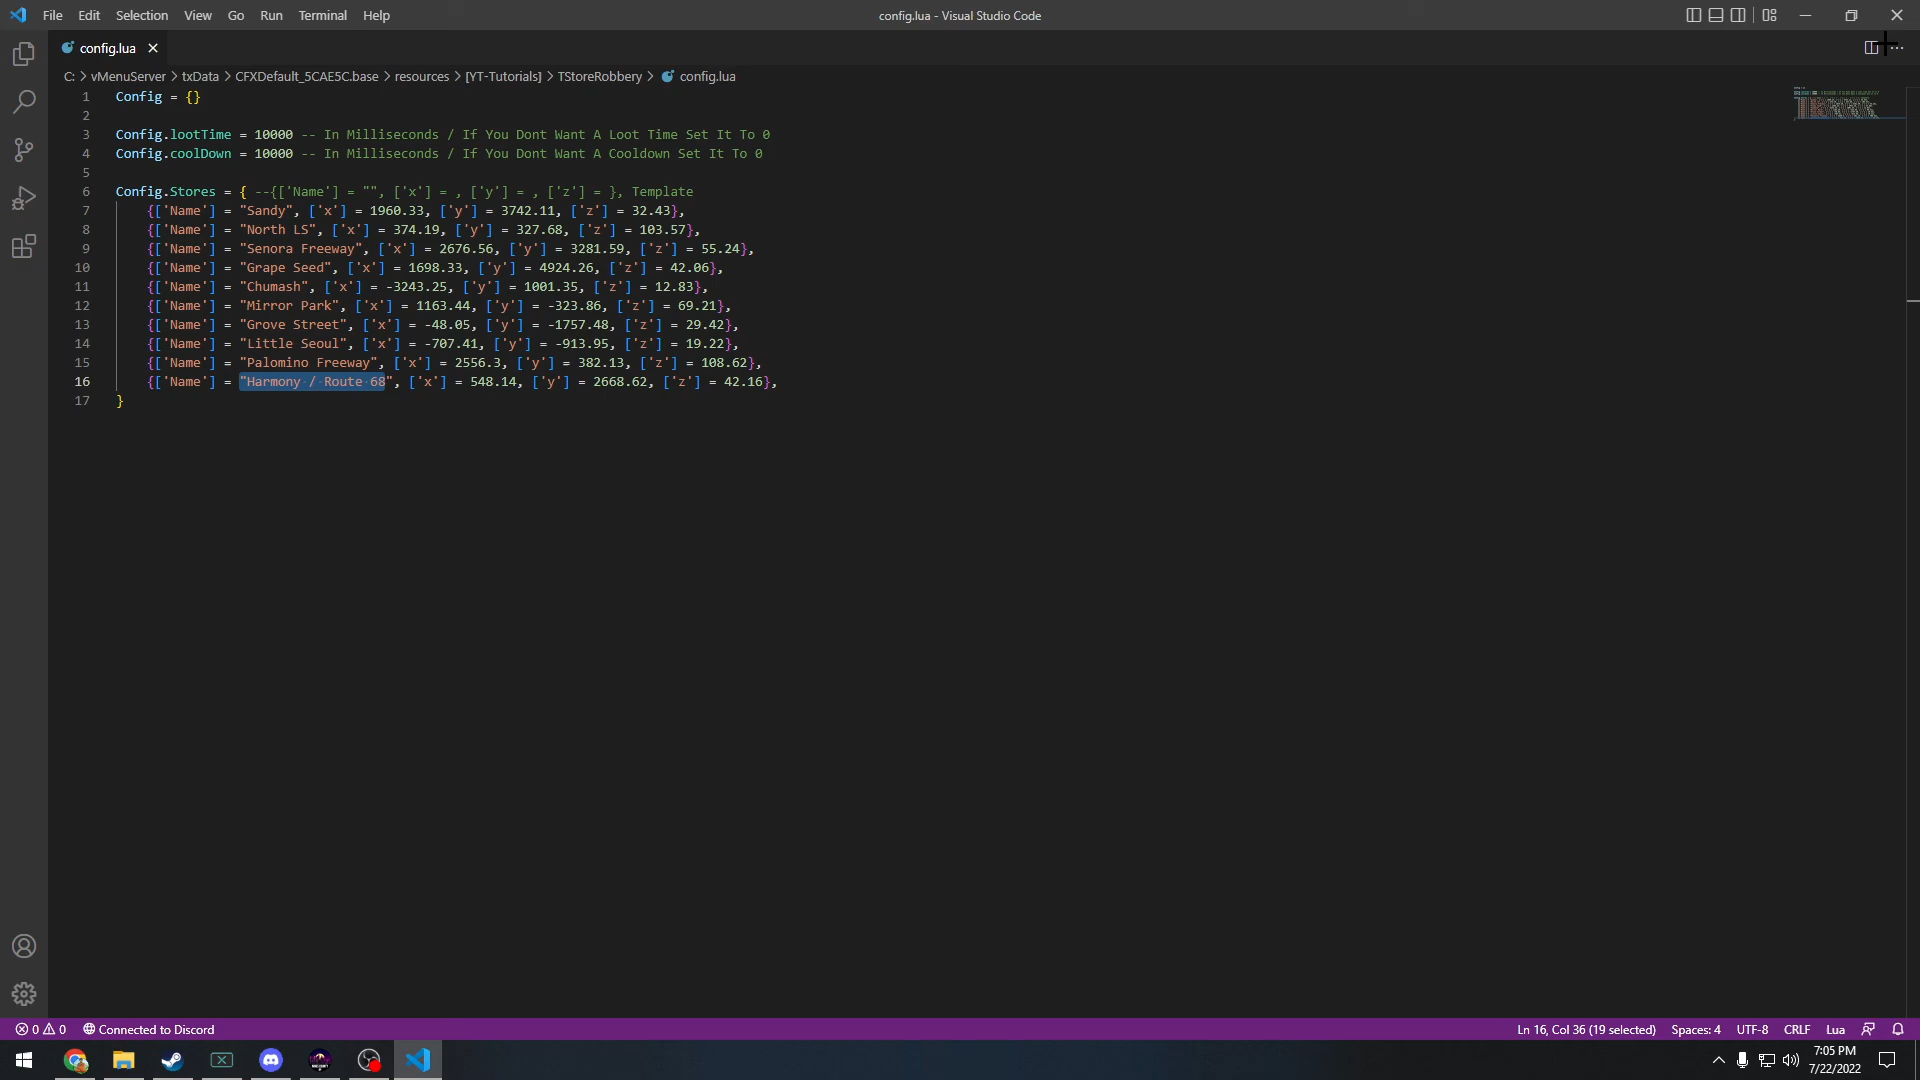 File Edit Selection View Go Run Terminal Help
config.lua - Visual Studio Code
config.lua
C: > vMenuServer > txData > CFXDefault_5CAE5C.base > resources > [YT-Tutorials] > TStoreRobbery > config.lua
1 Config = {}
2
3 Config.lootTime = 10000 -- In Milliseconds / If You Dont Want A Loot Time Set It To 0
4 Config.coolDown = 10000 -- In Milliseconds / If You Dont Want A Cooldown Set It To 0
5
6 Config.Stores = { --{['Name'] = "", ['x'] = , ['y'] = , ['z'] = }, Template
7 {['Name'] = "Sandy", ['x'] = 1960.33, ['y'] = 3742.11, ['z'] = 32.43},
8 {['Name'] = "North LS", ['x'] = 374.19, ['y'] = 327.68, ['z'] = 103.57},
9 {['Name'] = "Senora Freeway", ['x'] = 2676.56, ['y'] = 3281.59, ['z'] = 55.24},
10 {['Name'] = "Grape Seed", ['x'] = 1698.33, ['y'] = 4924.26, ['z'] = 42.06},
11 {['Name'] = "Chumash", ['x'] = -3243.25, ['y'] = 1001.35, ['z'] = 12.83},
12 {['Name'] = "Mirror Park", ['x'] = 1163.44, ['y'] = -323.86, ['z'] = 69.21},
13 {['Name'] = "Grove Street", ['x'] = -48.05, ['y'] = -1757.48, ['z'] = 29.42},
14 {['Name'] = "Little Seoul", ['x'] = -707.41, ['y'] = -913.95, ['z'] = 19.22},
15 {['Name'] = "Palomino Freeway", ['x'] = 2556.3, ['y'] = 382.13, ['z'] = 108.62},
16 {['Name'] = "Harmony / Route 68", ['x'] = 548.14, ['y'] = 2668.62, ['z'] = 42.16},
17 }
0 0 Connected to Discord
Ln 16, Col 36 (19 selected) Spaces: 4 UTF-8 CRLF Lua
7:05 PM
7/22/2022